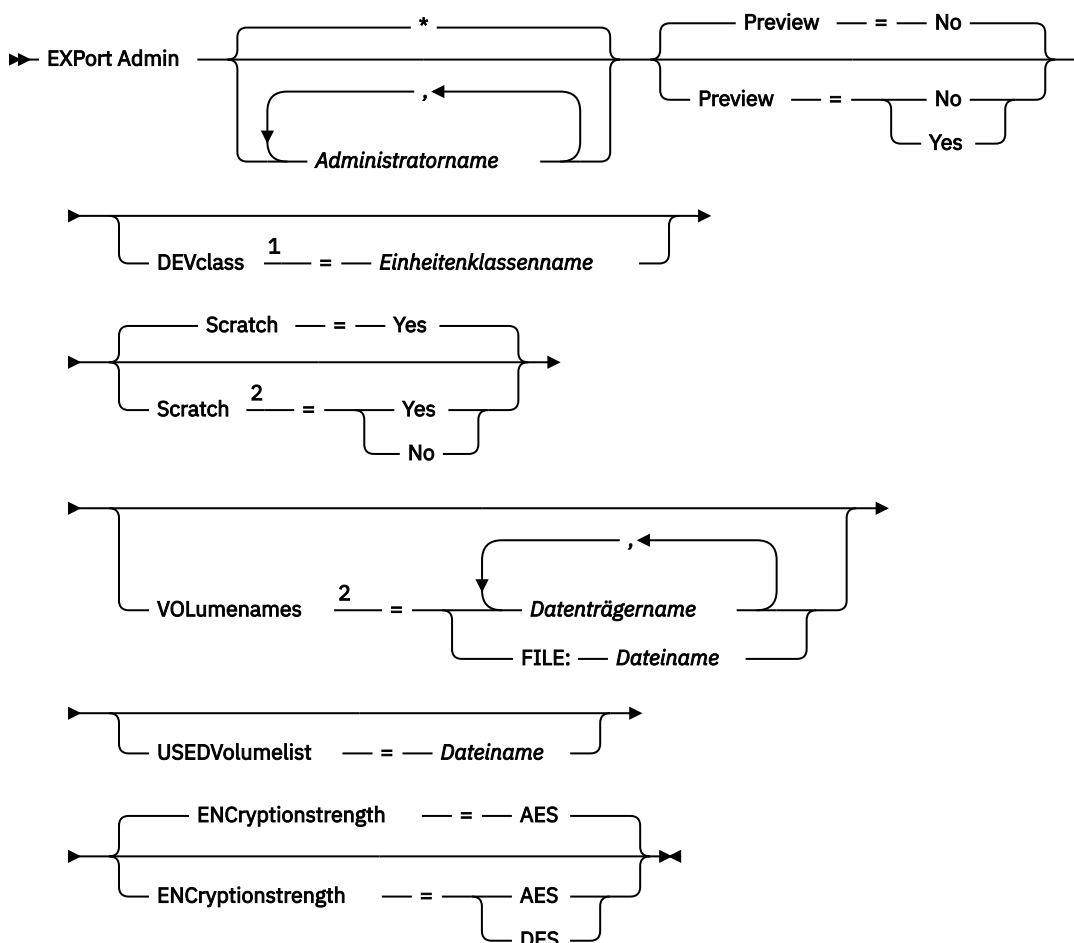 *
Preview = No
EXPort Admin
,
Preview = No
Yes
Administratorname
DEVclass 1 = Einheitenklassenname
Scratch = Yes
Scratch 2 = Yes
No
,
VOLumenames 2 = Datenträgername
FILE: Dateiname
USEDVolumelist = Dateiname
ENCryptionstrength = AES
ENCryptionstrength = AES
DES